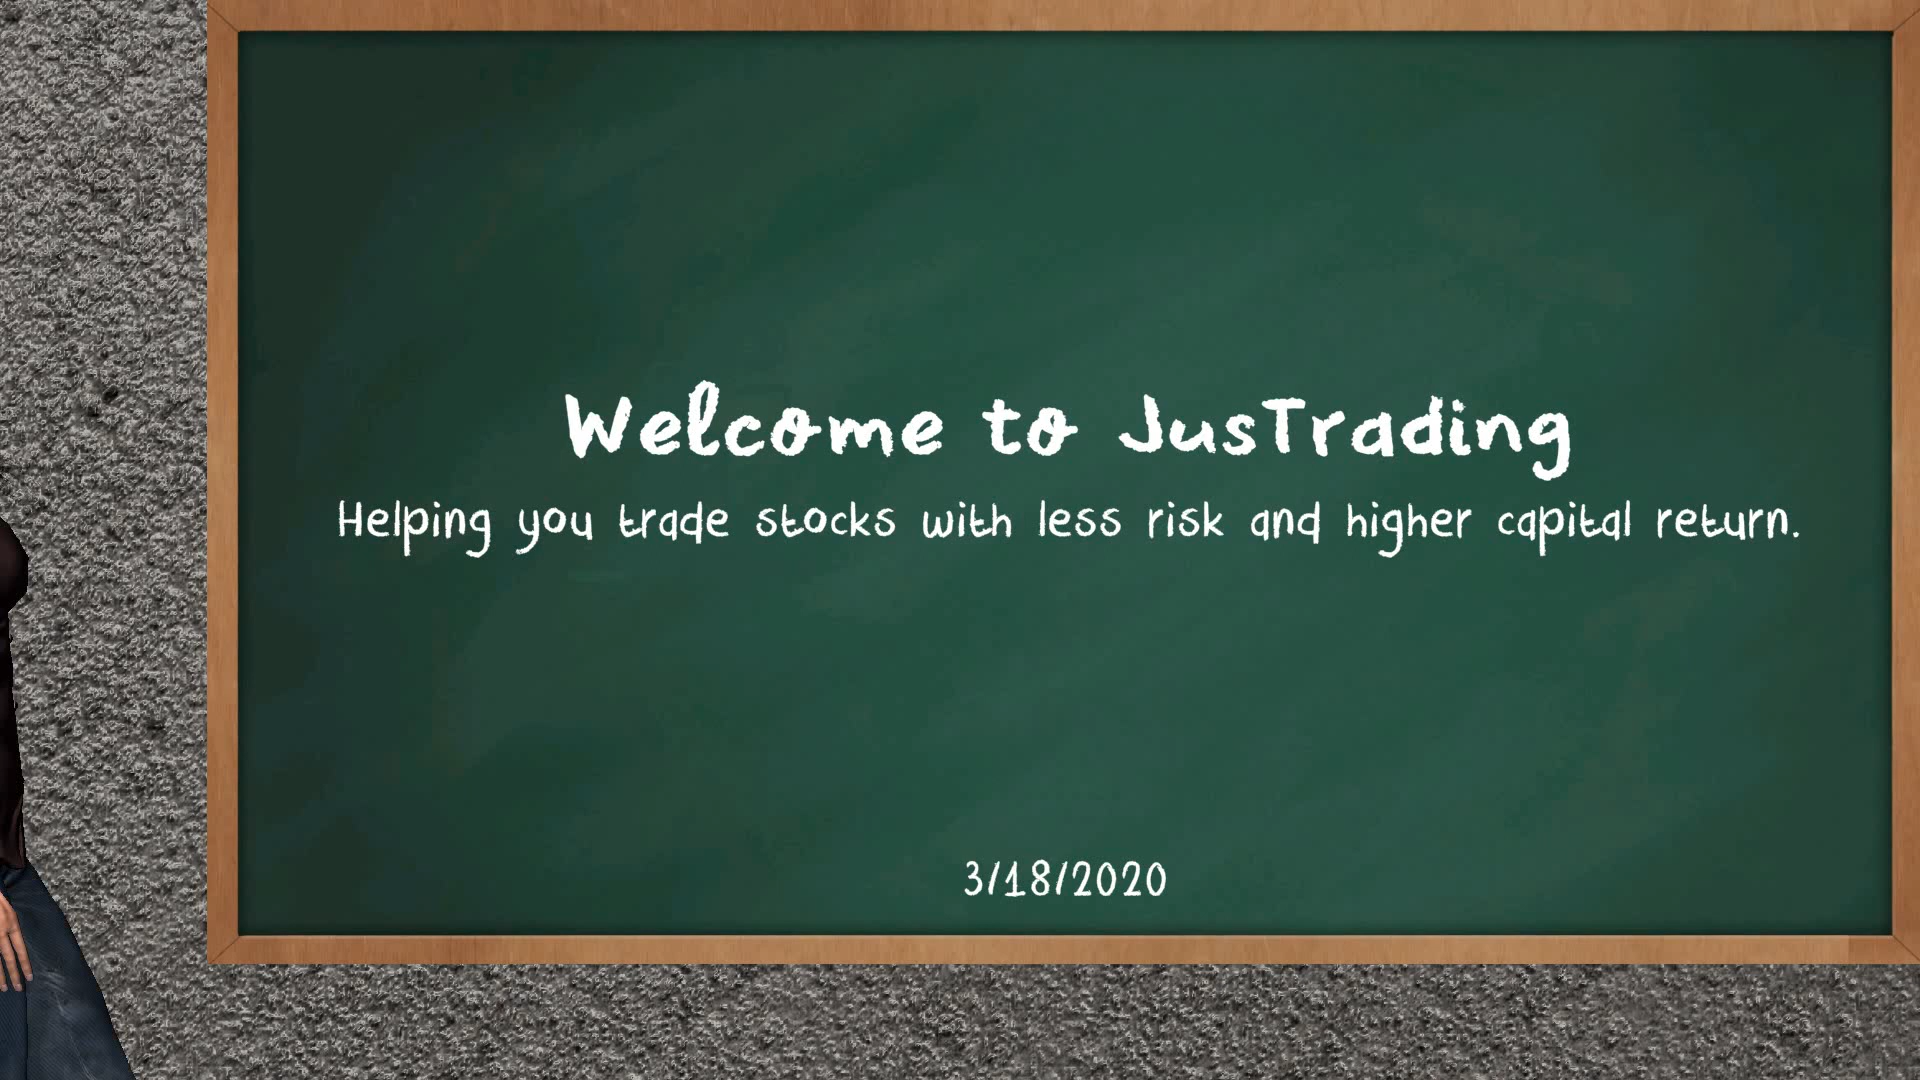 Welcome to JusTrading
Helping you trade stocks with less risk and higher capital return.
3/18/2020